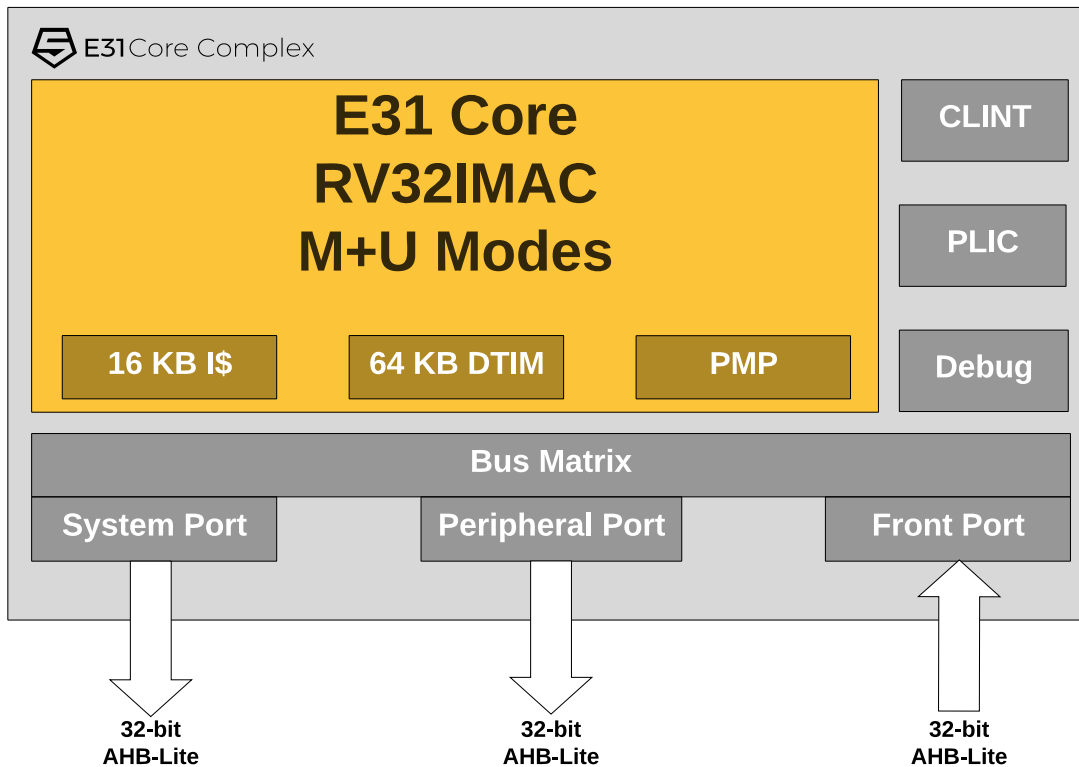 E31 Core Complex
E31 Core
RV32IMAC
M+U Modes
16 KB I$
64 KB DTIM
PMP
CLINT
PLIC
Debug
Bus Matrix
System Port
Peripheral Port
Front Port
32-bit
AHB-Lite
32-bit
AHB-Lite
32-bit
AHB-Lite